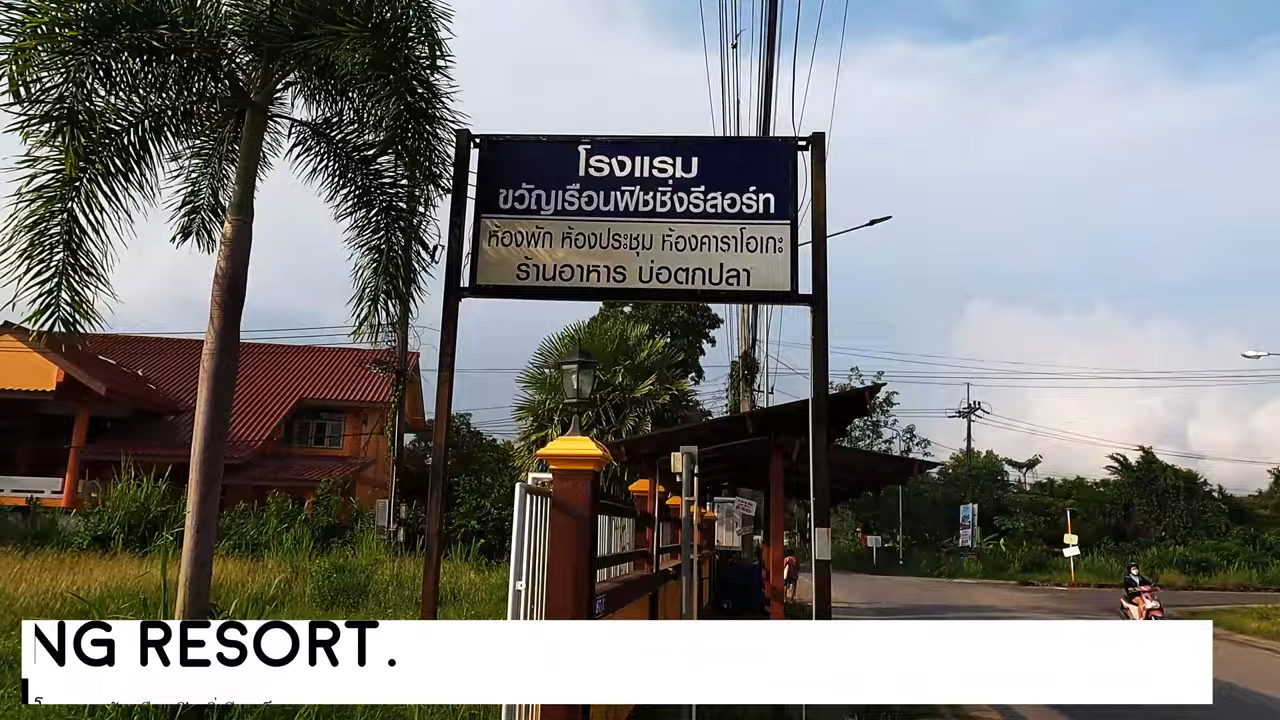 โรงแรม
ขวัญเรือนฟิชชิ่งรีสอร์ท
ห้องพัก ห้องประชุม ห้องคาราโอเกะ
ร้านอาหาร บ่อตกปลา
NG RESORT.